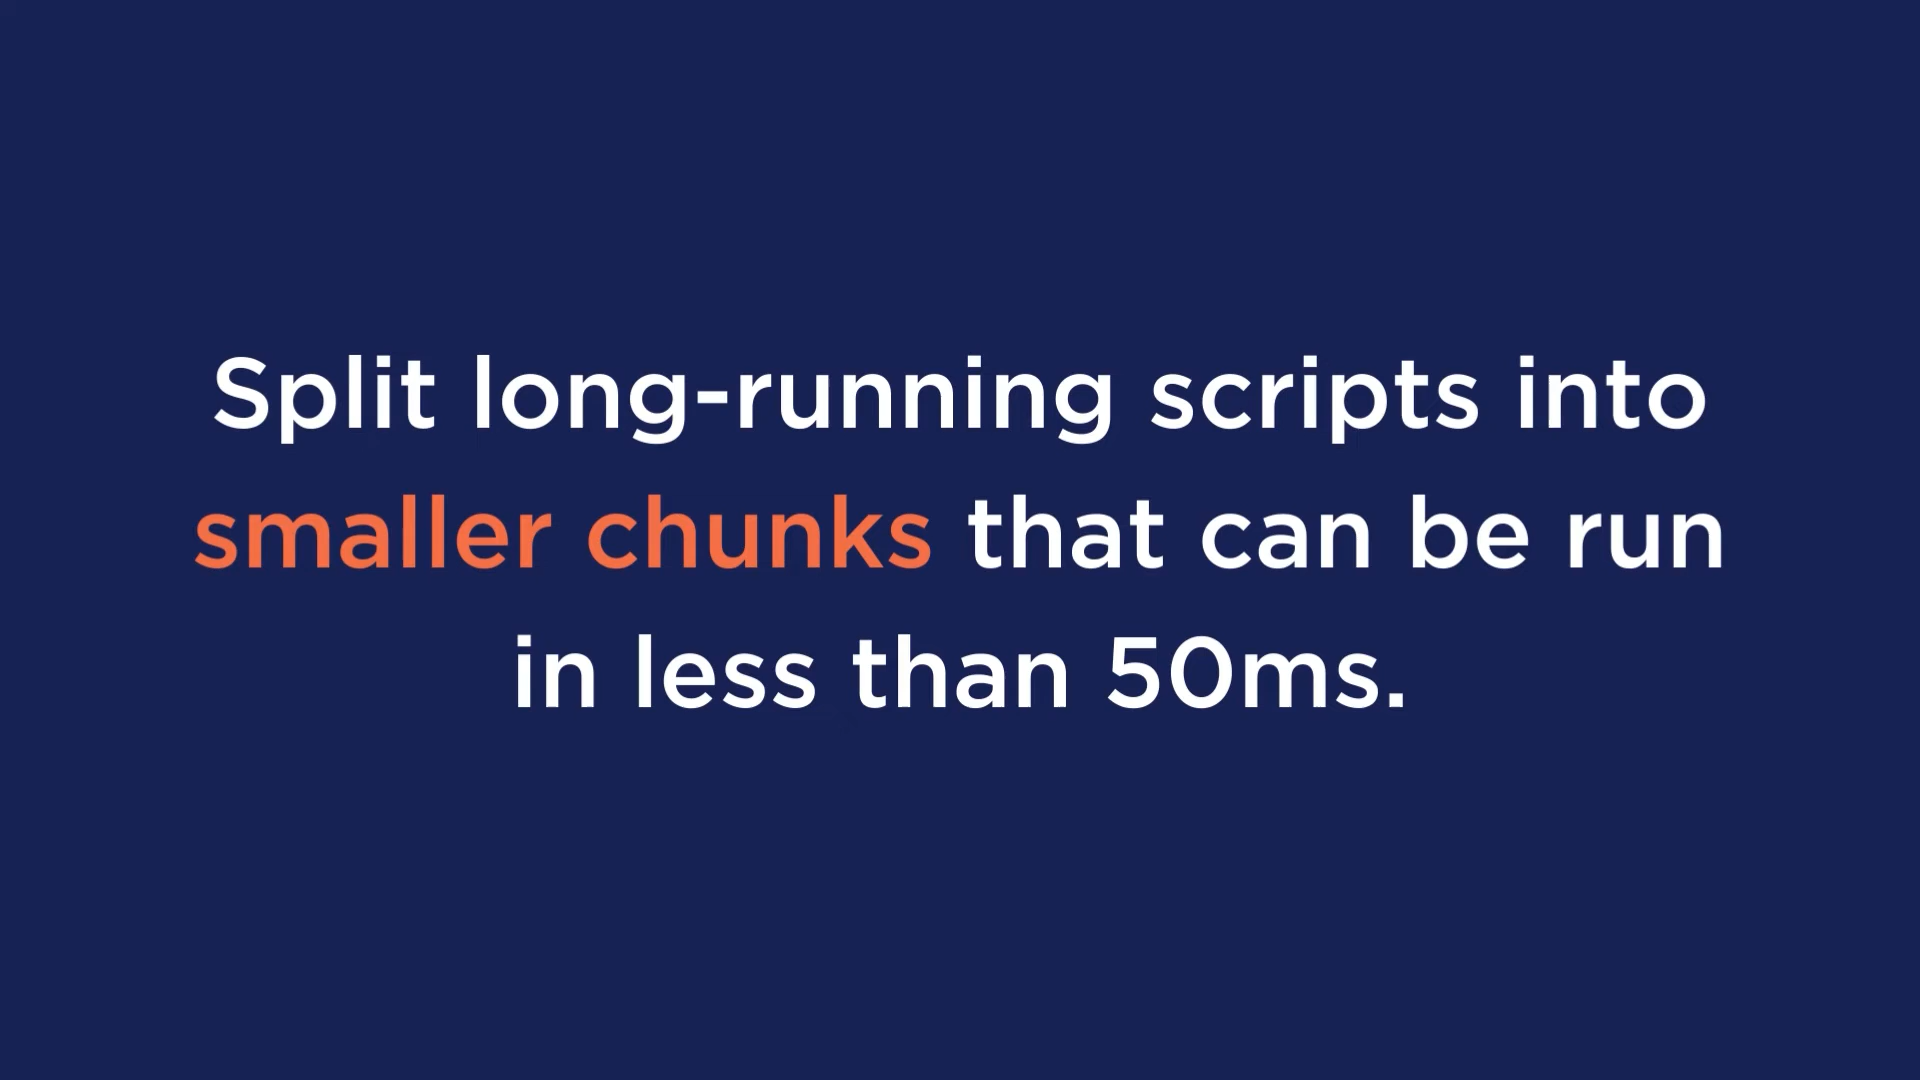 Split long-running scripts into
smaller chunks that can be run
in less than 50ms.